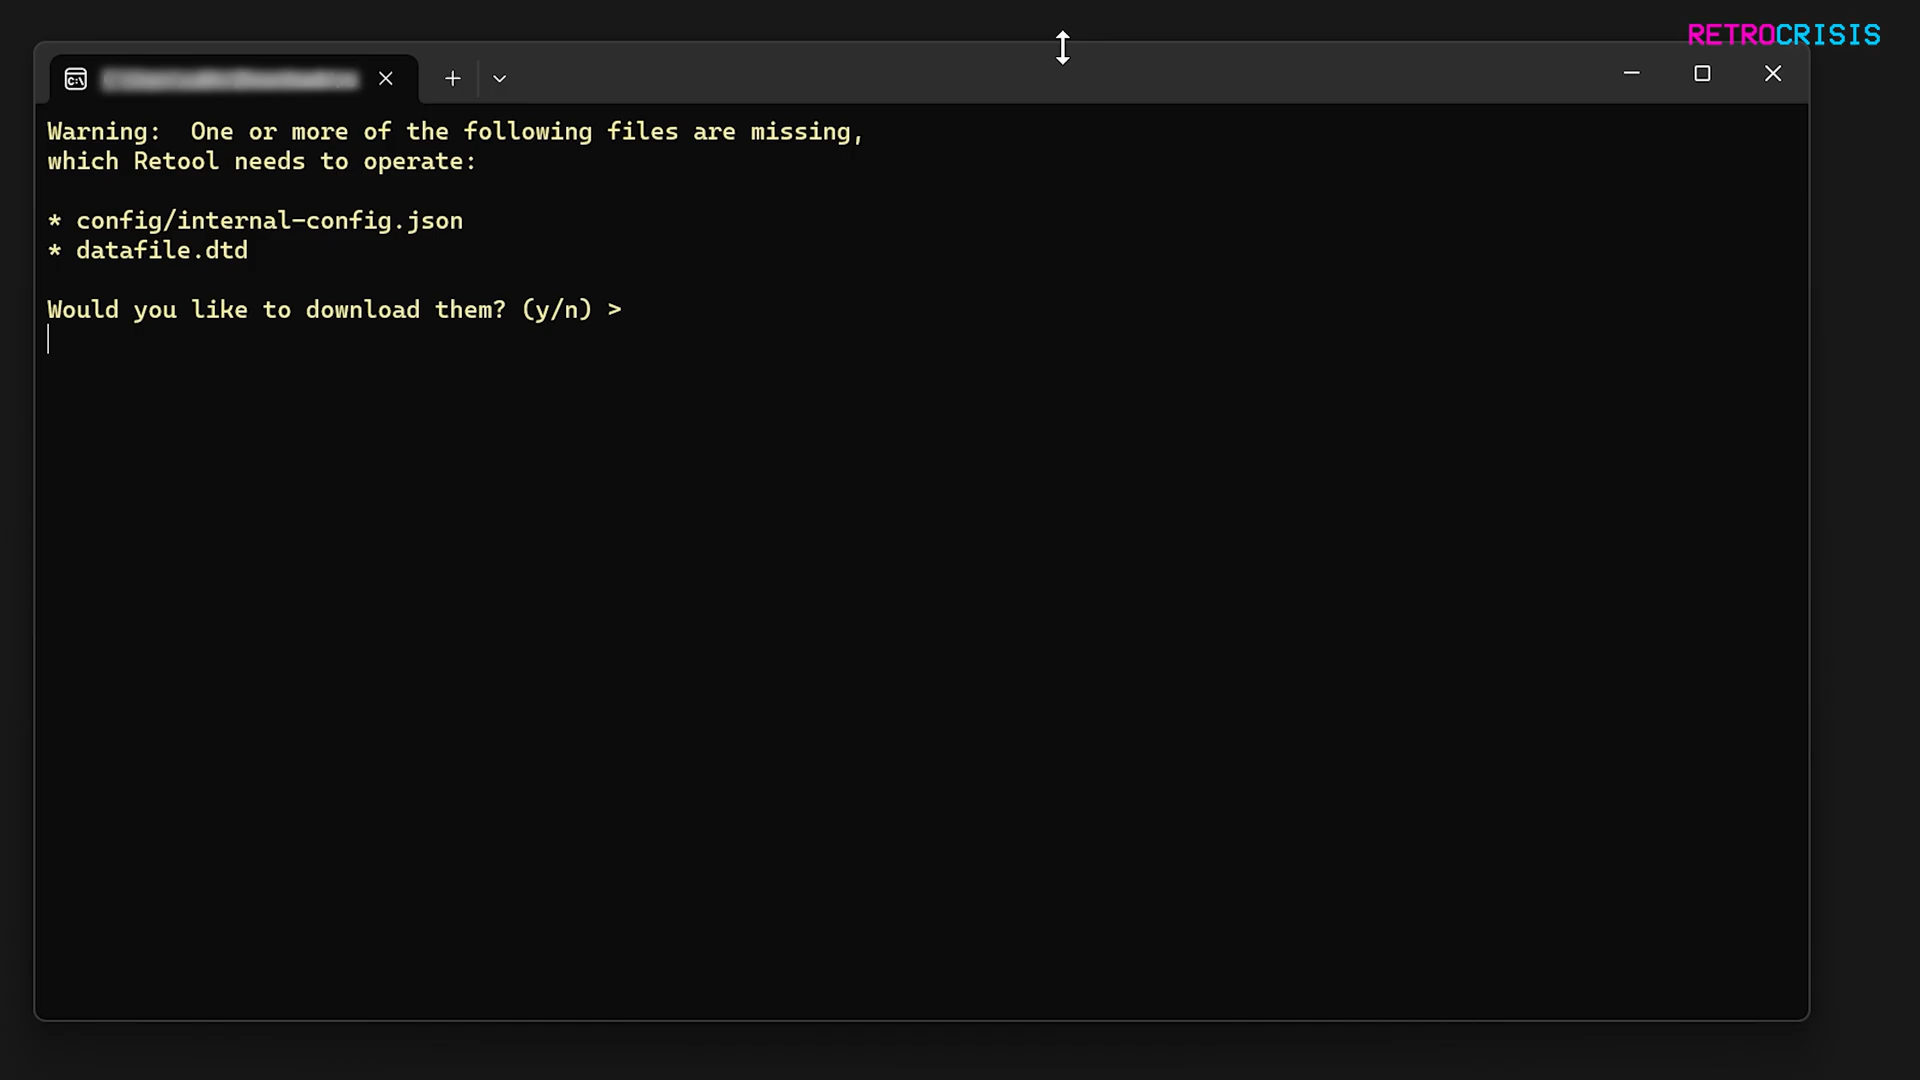 RETROCRISIS
Warning:  One or more of the following files are missing,
which Retool needs to operate:
* config/internal-config.json
* datafile.dtd
Would you like to download them? (y/n) >